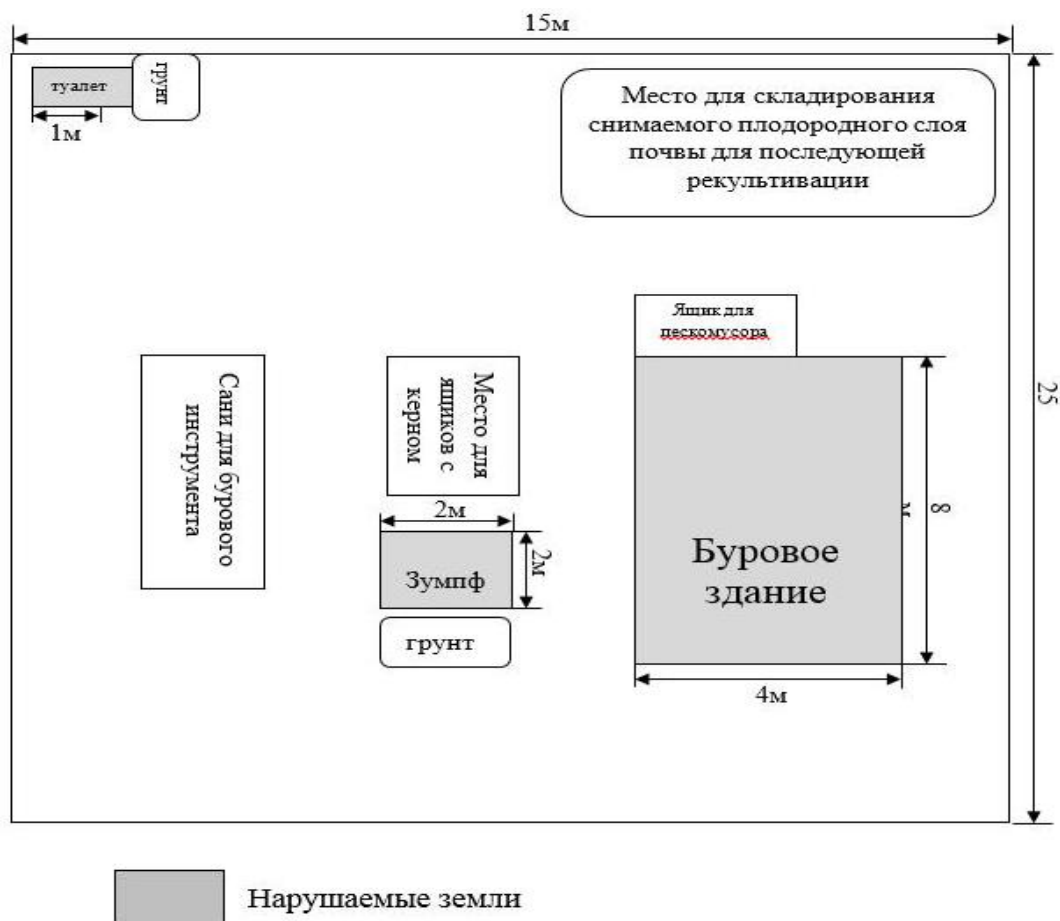 15м
туалет
грунт
1м
Место для складирования
снимаемого плодородного слоя
почвы для последующей
рекультивации
25
Ящик для
пескомусора
Сани для бурового
инструмента
Место для
ящиков с
керном
2м
2м
Зумпф
грунт
8
м
Буровое
здание
4м
Нарушаемые земли